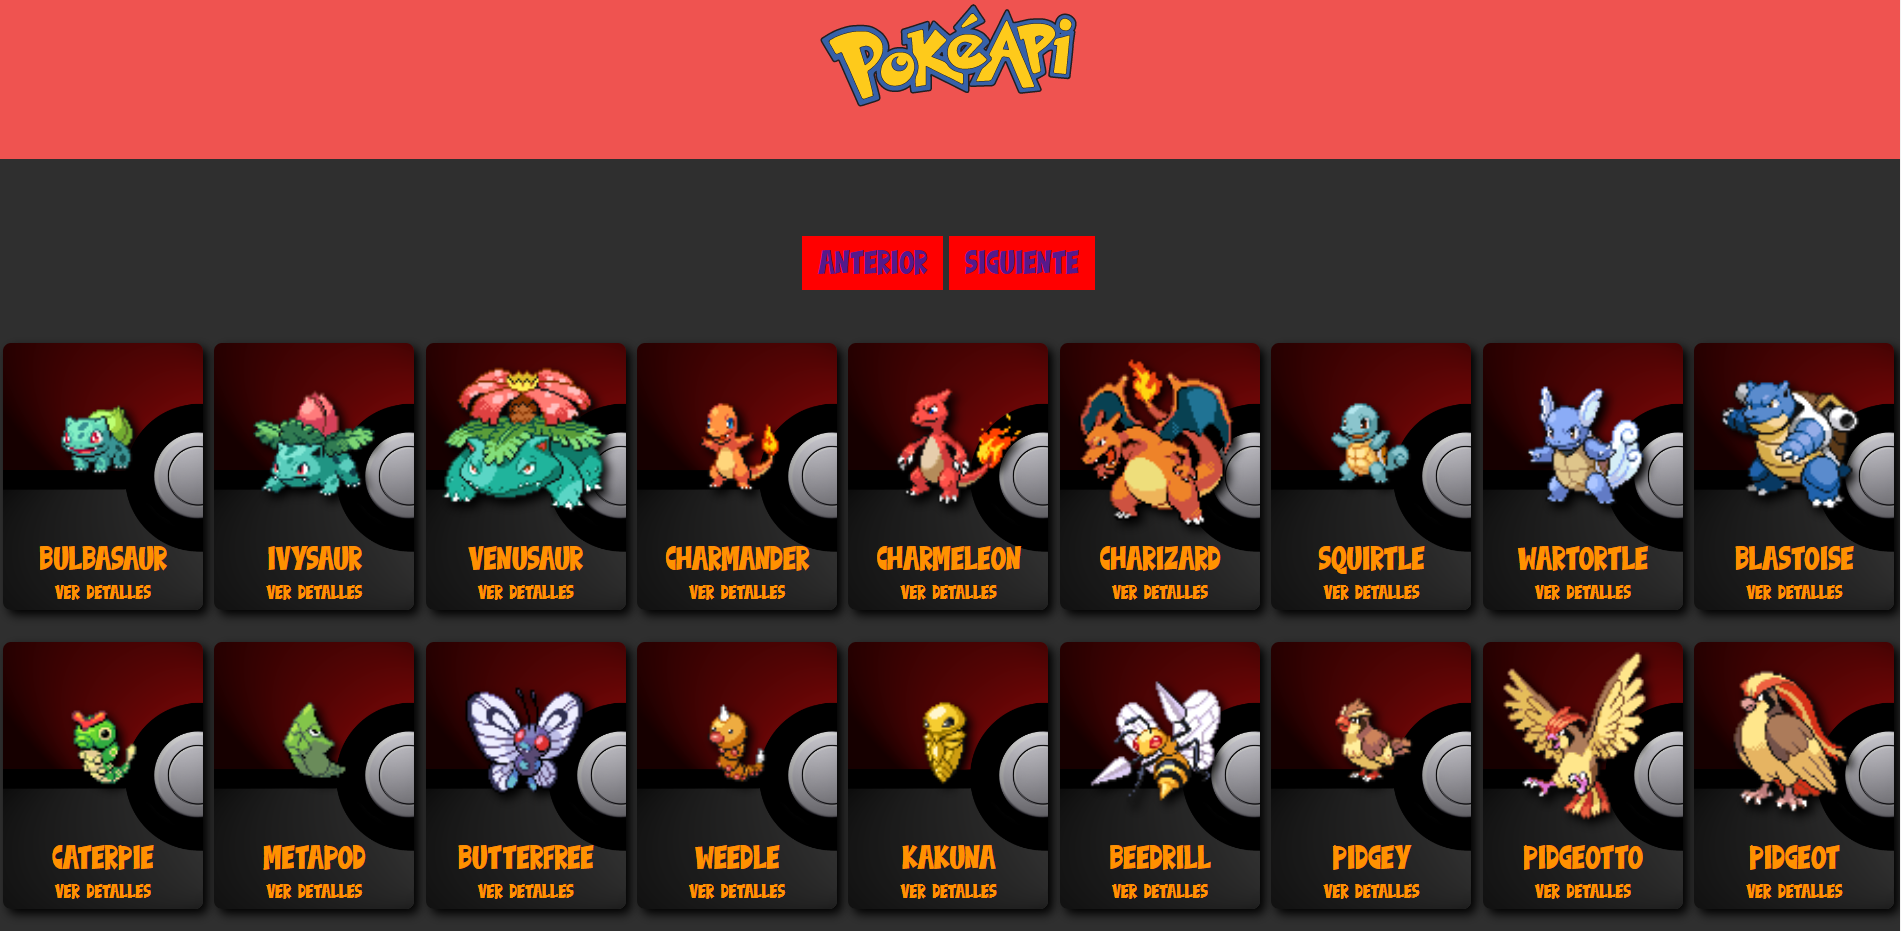 PokéApi
ANTERIOR SIGUIENTE
BULBASAUR IVYSAUR VENUSAUR CHARMANDER CHARMELEON CHARIZARD SQUIRTLE WARTORTLE BLASTOISE
VER DETALLES VER DETALLES VER DETALLES VER DETALLES VER DETALLES VER DETALLES VER DETALLES VER DETALLES VER DETALLES
CATERPIE METAPOD BUTTERFREE WEEDLE KAKUNA BEEDRILL PIDGEY PIDGEOTTO PIDGEOT
VER DETALLES VER DETALLES VER DETALLES VER DETALLES VER DETALLES VER DETALLES VER DETALLES VER DETALLES VER DETALLES